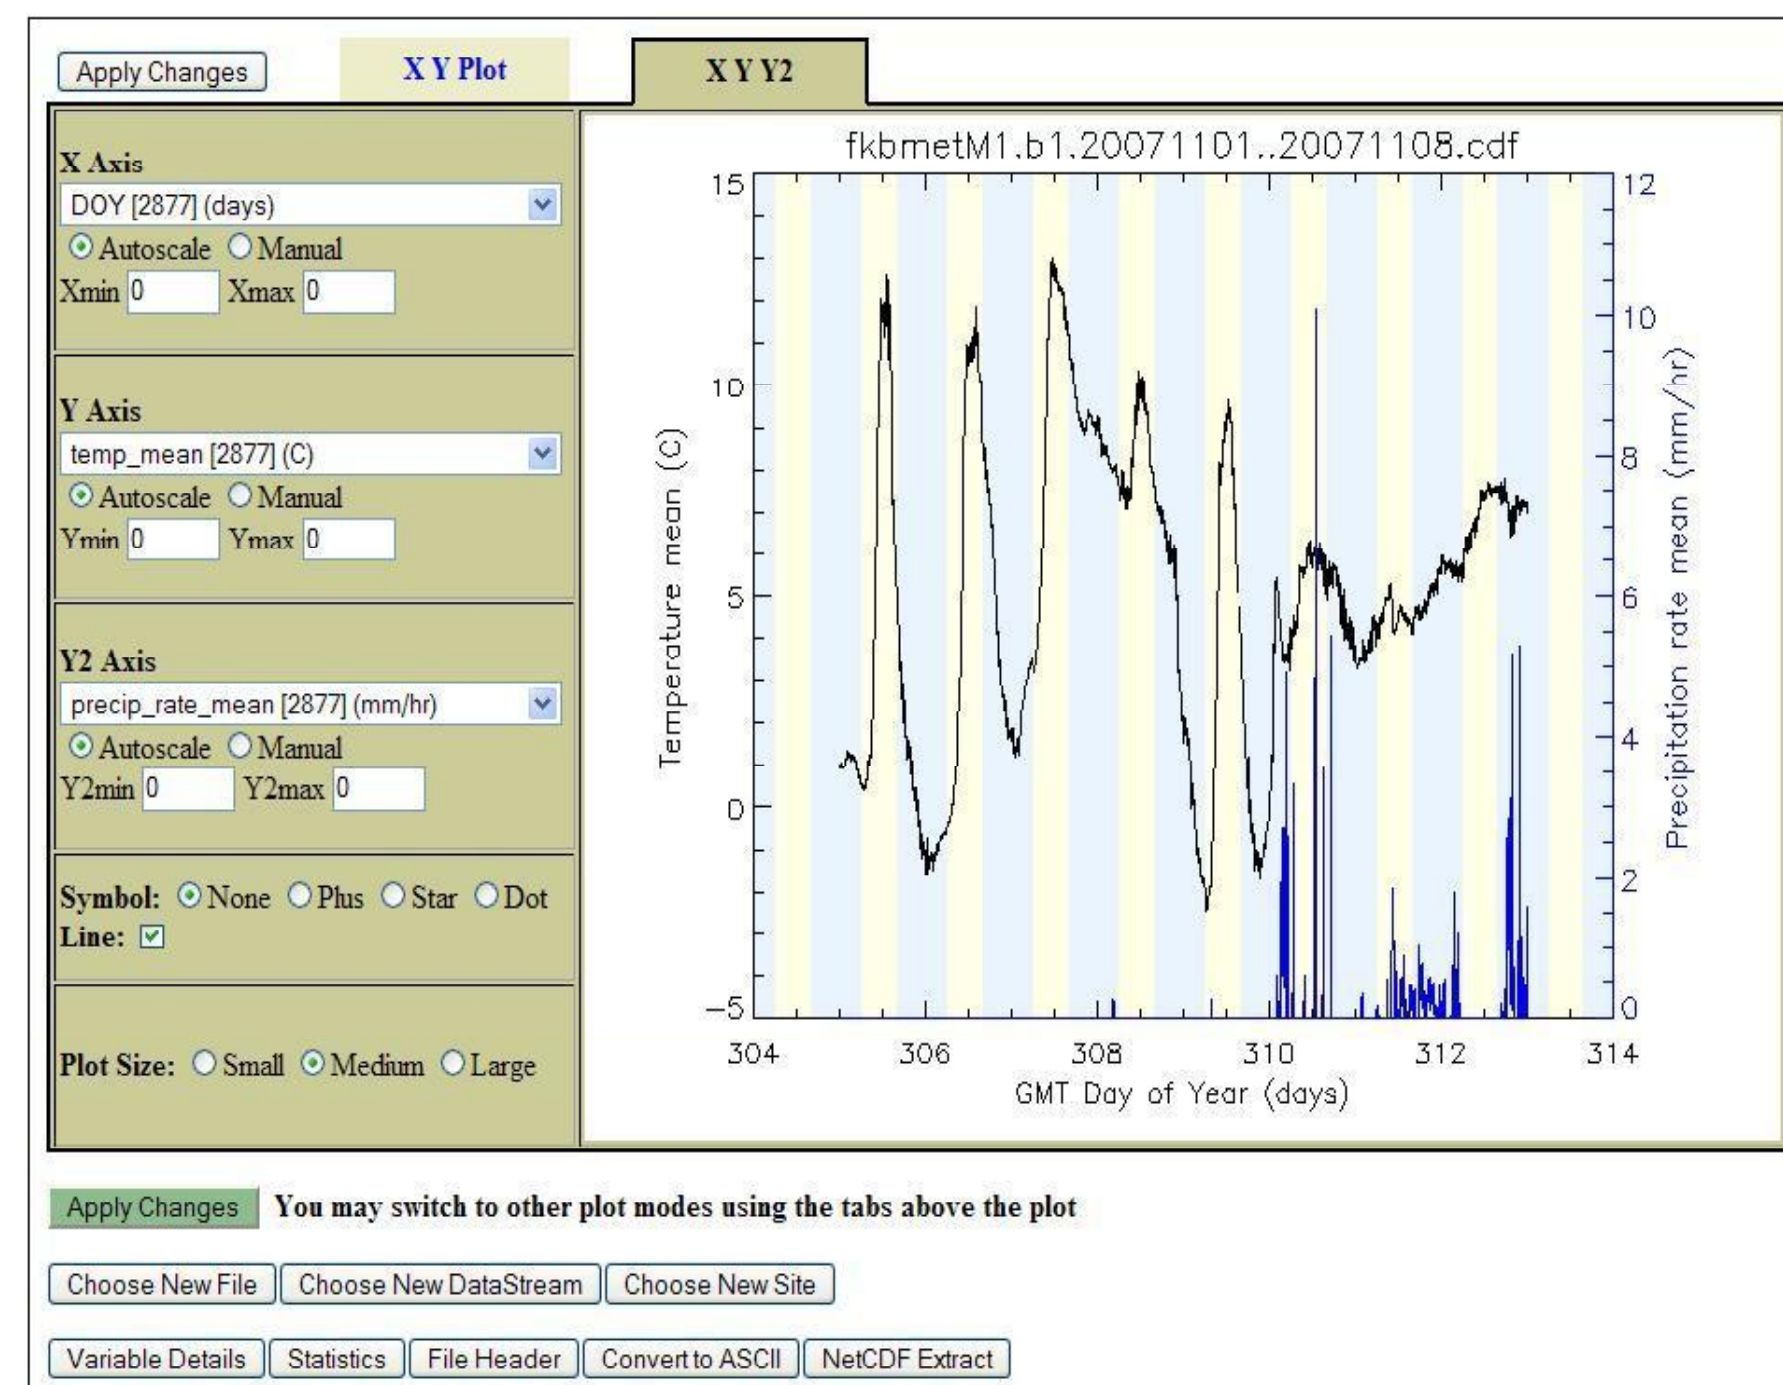 Apply Changes X Y Plot X Y Y2
X Axis
DOY [2877] (days)
Autoscale Manual
Xmin 0 Xmax 0
Y Axis
temp_mean [2877] (C)
Autoscale Manual
Ymin 0 Ymax 0
Y2 Axis
precip_rate_mean [2877] (mm/hr)
Autoscale Manual
Y2min 0 Y2max 0
Symbol: None Plus Star Dot
Line:
Plot Size: Small Medium Large
fkbmetM1.b1.20071101..20071108.cdf
15
10
5
0
-5
Temperature mean (C)
12
10
8
6
4
2
0
Precipitation rate mean (mm/hr)
304 306 308 310 312 314
GMT Day of Year (days)
Apply Changes You may switch to other plot modes using the tabs above the plot
Choose New File Choose New DataStream Choose New Site
Variable Details Statistics File Header Convert to ASCII NetCDF Extract